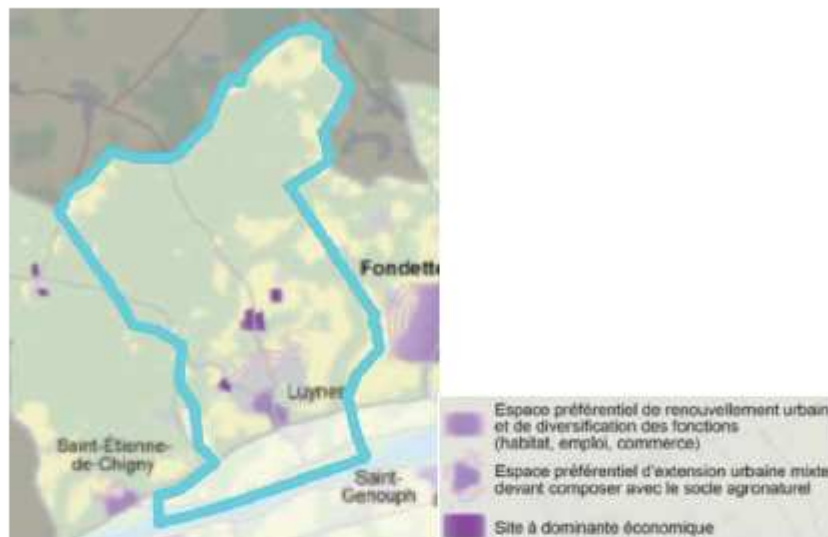 Fondette
Luynes
Saint-Étienne-
de-Chigny
Saint-
Genouph
Espace préférentiel de renouvellement urbain
et de diversification des fonctions
(habitat, emploi, commerce)
Espace préférentiel d'extension urbaine mixte
devant composer avec le socle agronaturel
Site à dominante économique